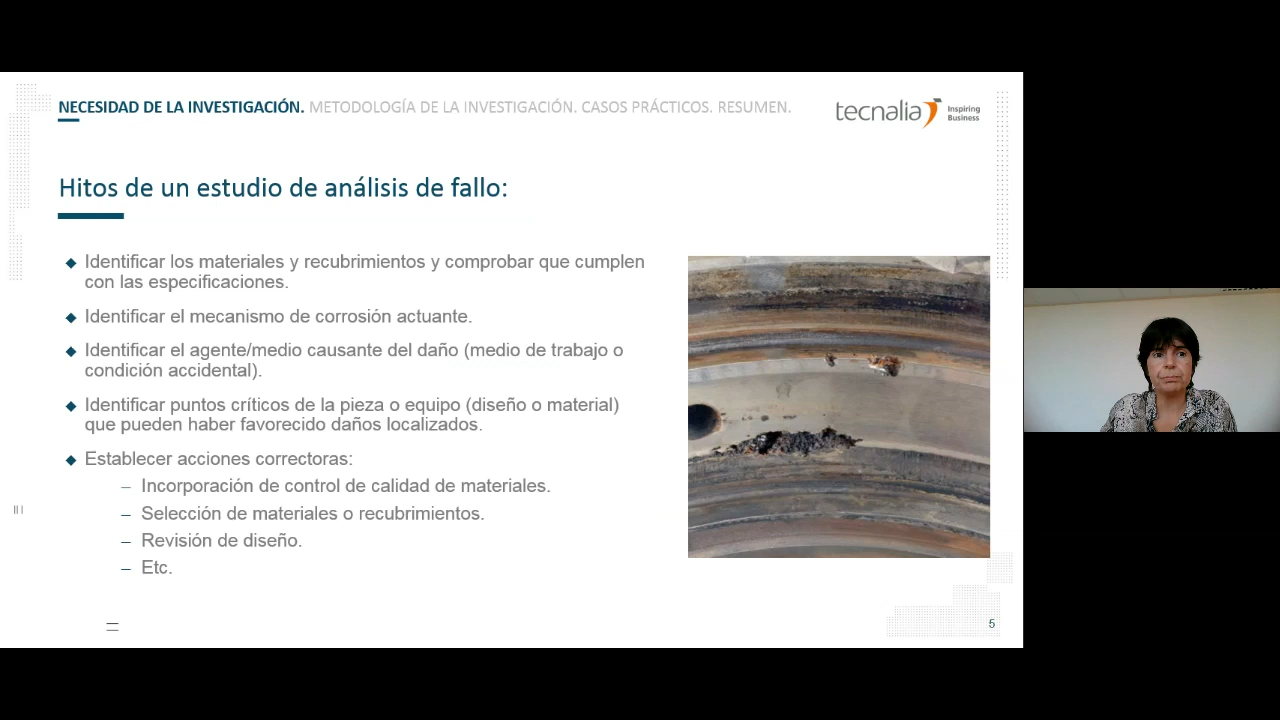 NECESIDAD DE LA INVESTIGACIÓN. METODOLOGÍA DE LA INVESTIGACIÓN. CASOS PRÁCTICOS. RESUMEN.
tecnalia Inspiring
Business
Hitos de un estudio de análisis de fallo:
Identificar los materiales y recubrimientos y comprobar que cumplen
con las especificaciones.
Identificar el mecanismo de corrosión actuante.
Identificar el agente/medio causante del daño (medio de trabajo o
condición accidental).
Identificar puntos críticos de la pieza o equipo (diseño o material)
que pueden haber favorecido daños localizados.
Establecer acciones correctoras:
– Incorporación de control de calidad de materiales.
– Selección de materiales o recubrimientos.
– Revisión de diseño.
– Etc.
5